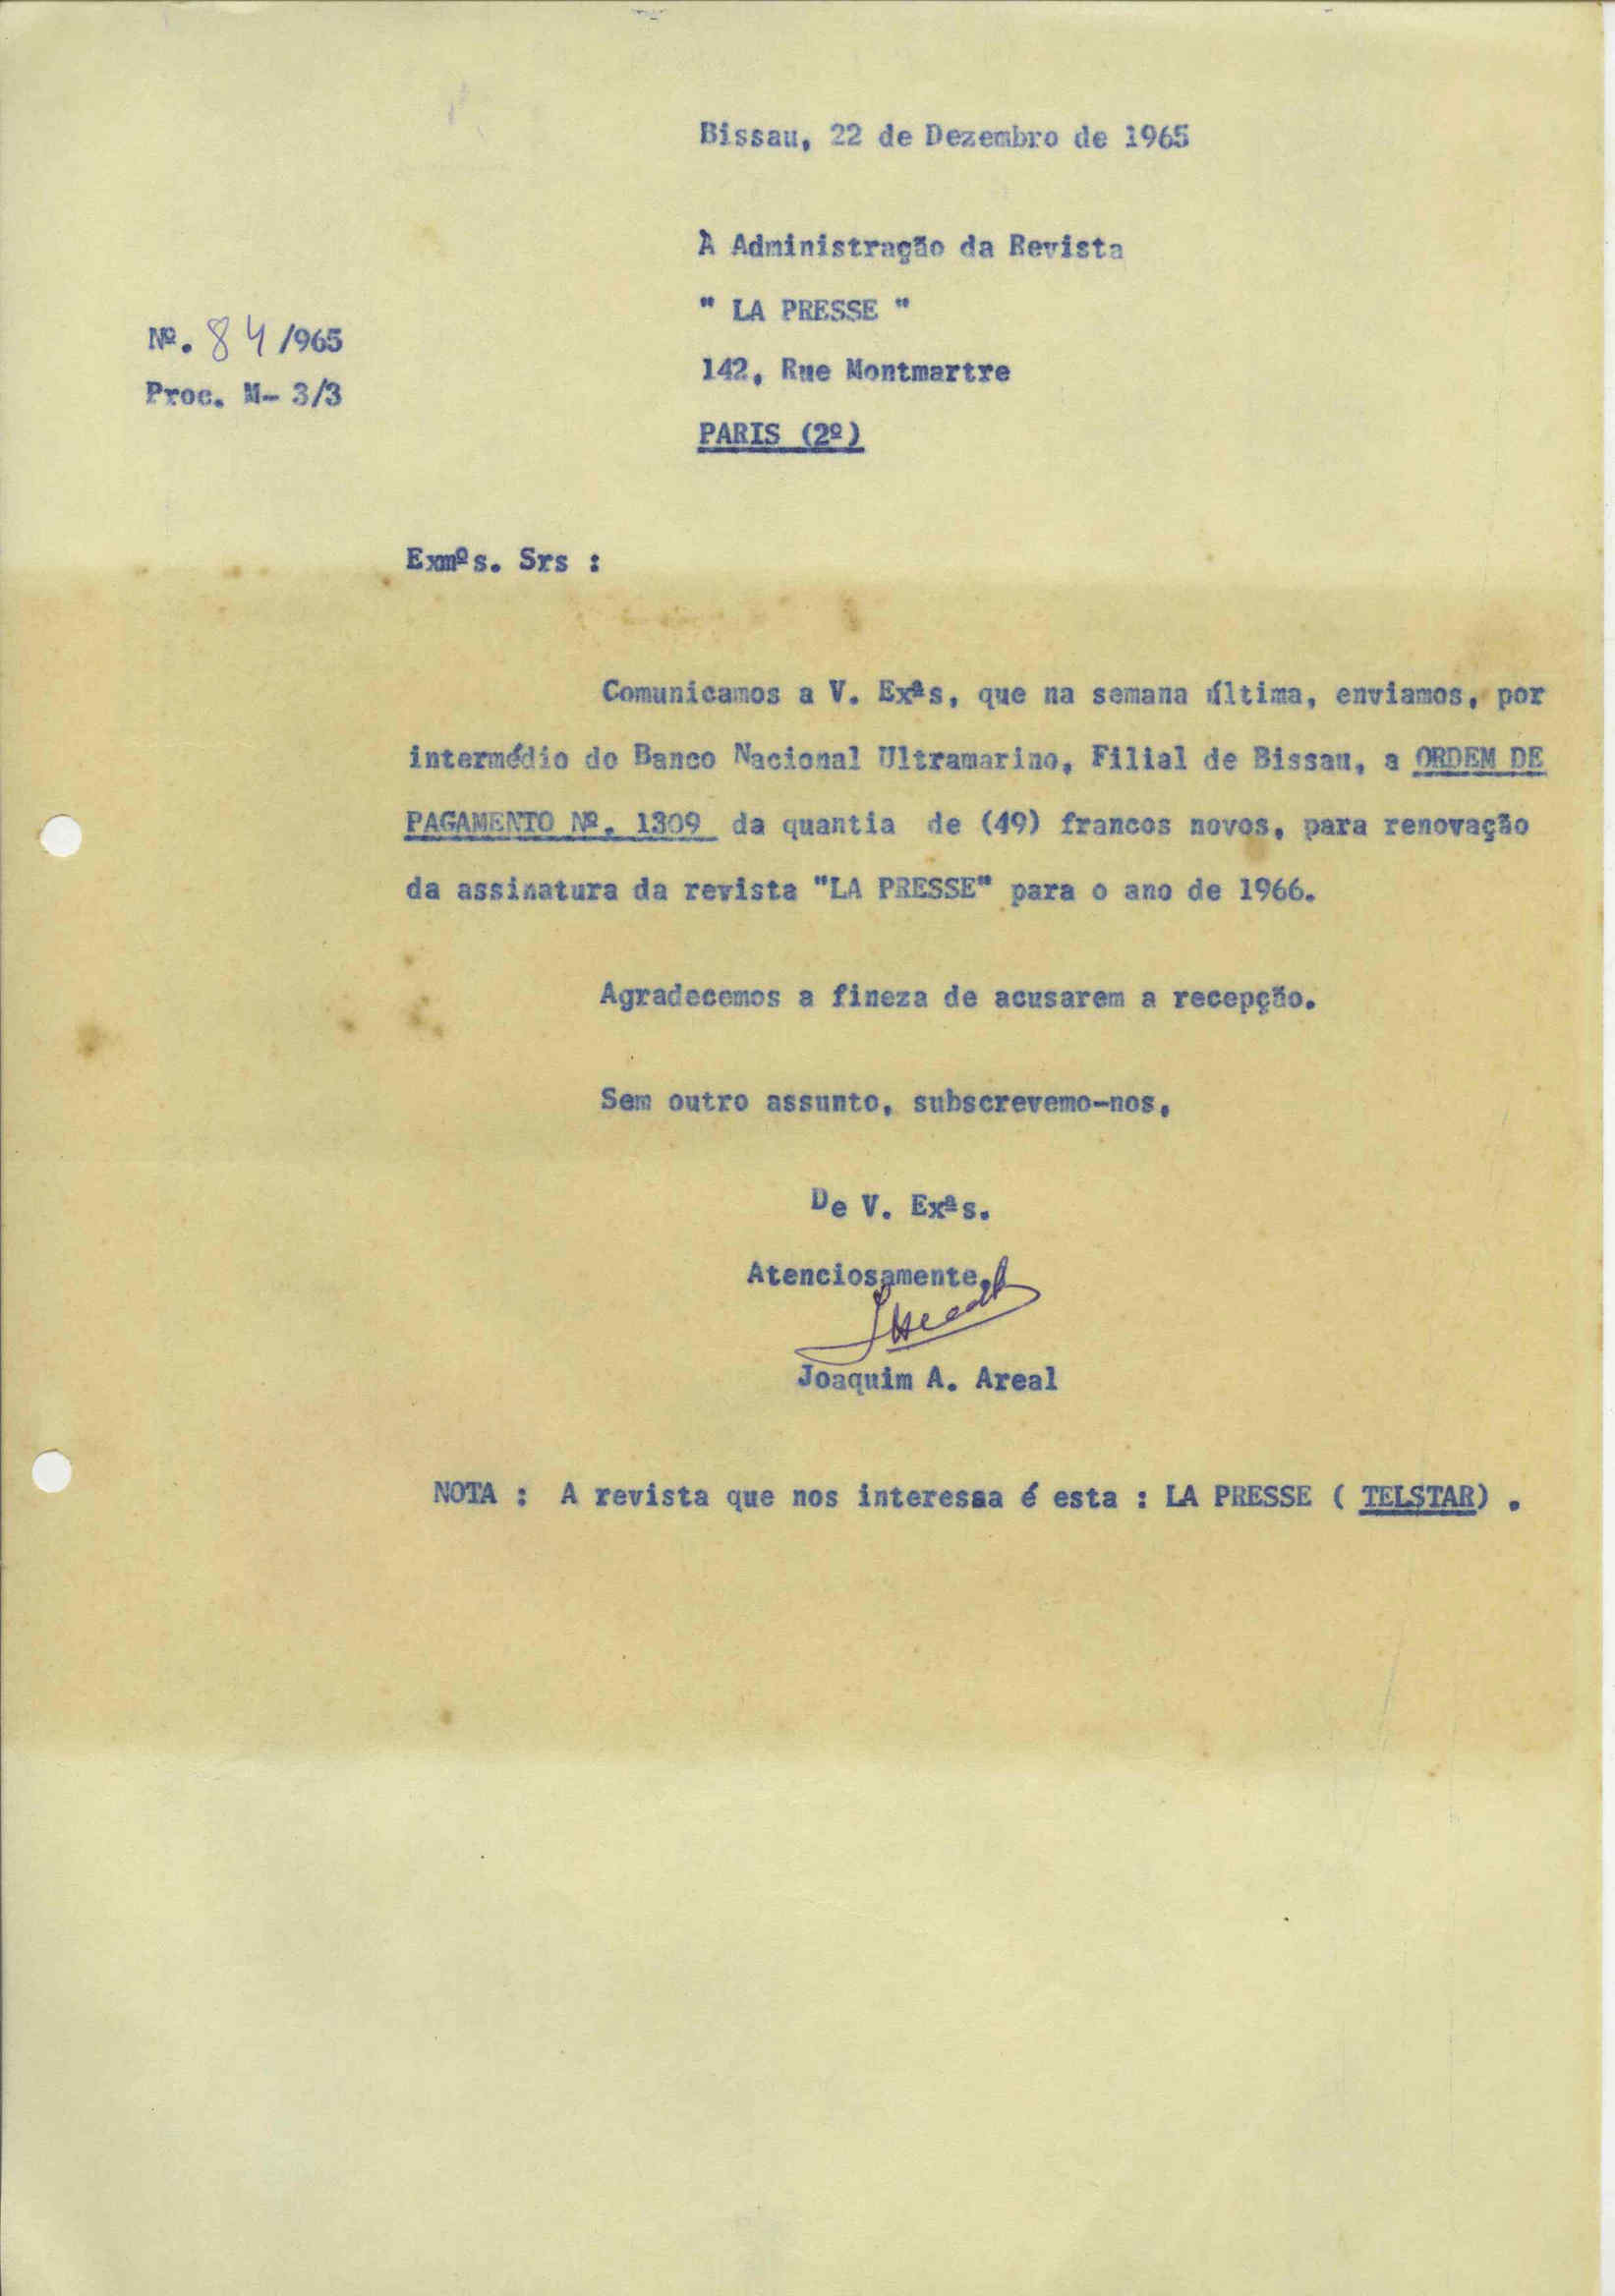 Bissau, 22 de Dezembro de 1965
À Administração da Revista
" LA PRESSE "
142, Rue Montmartre
PARIS (2º)
Nº. 84 /965
Proc. M- 3/3
Exmºs. Srs :
Comunicamos a V. Exªs, que na semana última, enviamos, por
intermédio do Banco Nacional Ultramarino, Filial de Bissau, a ORDEM DE
PAGAMENTO Nº. 1309 da quantia de (49) francos novos, para renovação
da assinatura da revista "LA PRESSE" para o ano de 1966.
Agradecemos a fineza de acusarem a recepção.
Sem outro assunto, subscrevemo-nos,
De V. Exªs.
Atenciosamente,
Joaquim A. Areal
NOTA : A revista que nos interessa é esta : LA PRESSE ( TELSTAR) .